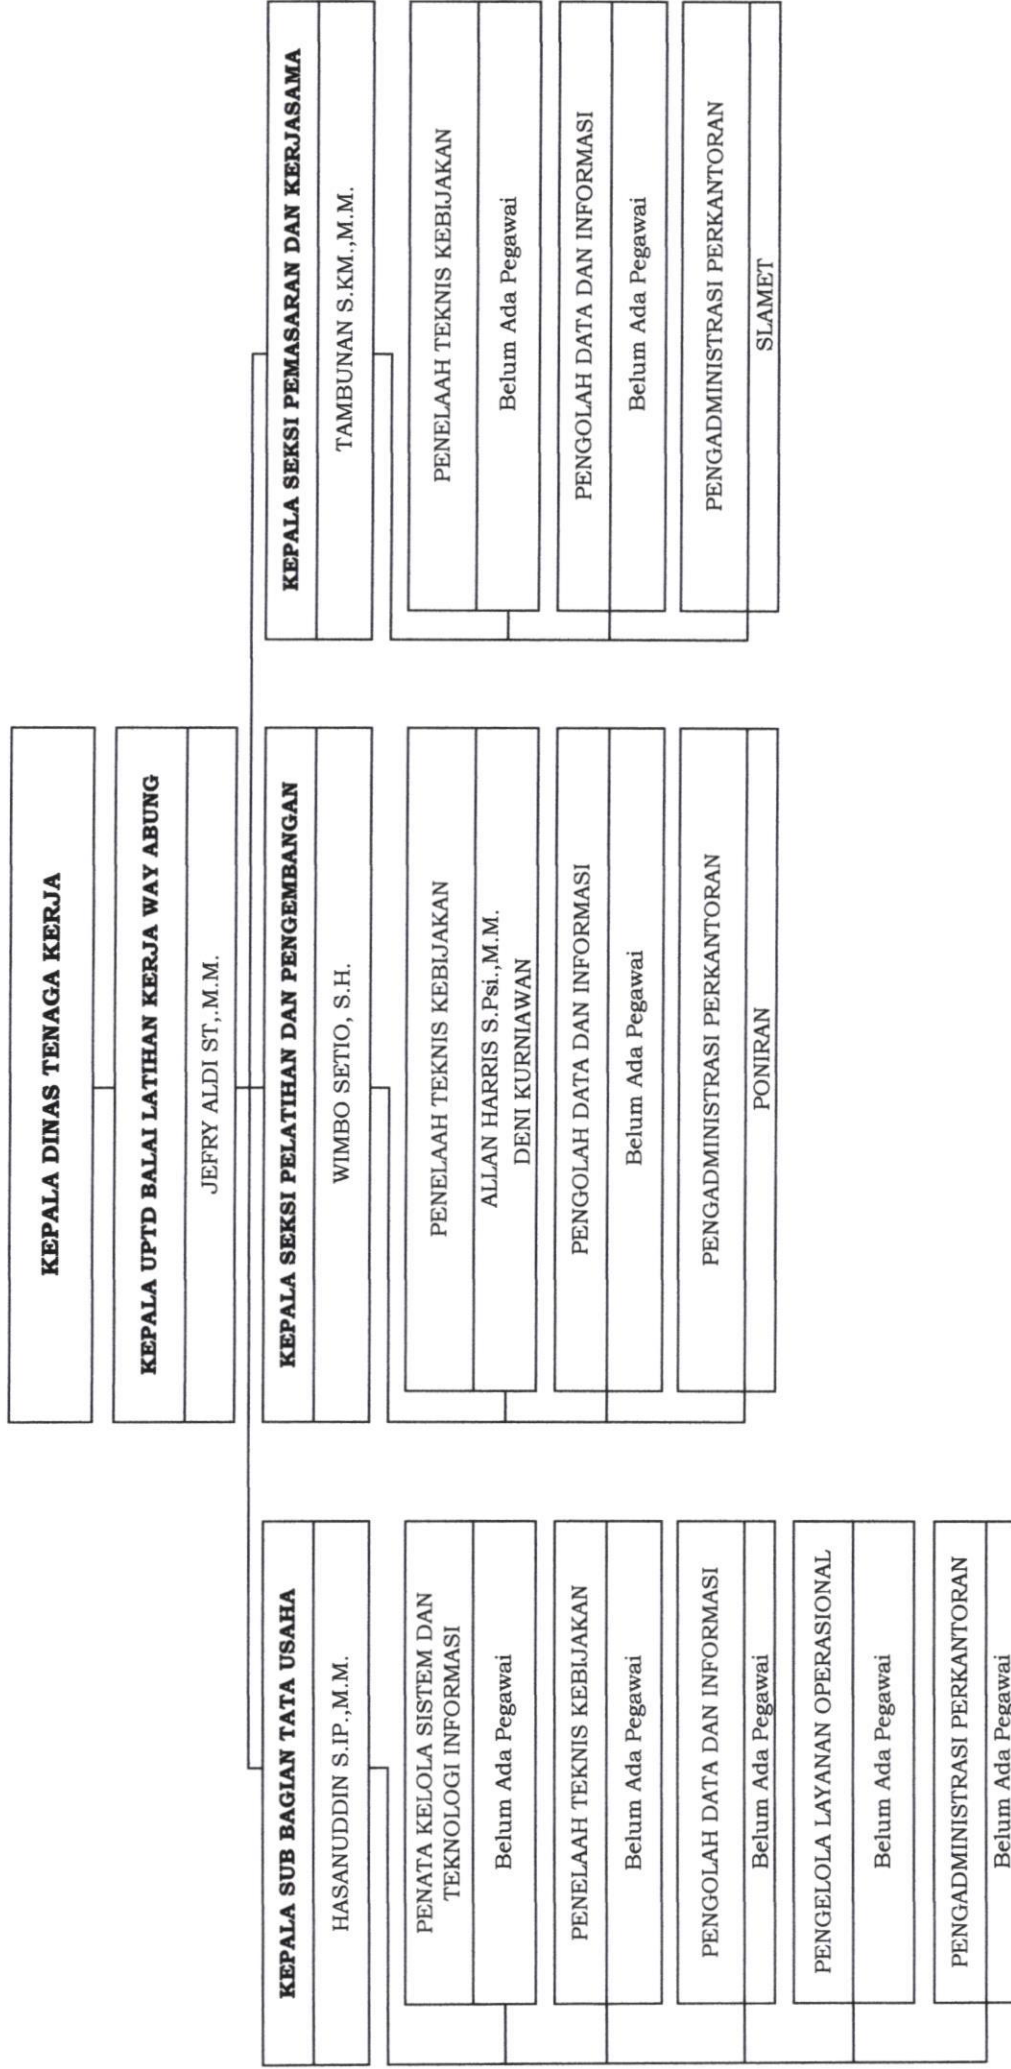 KEPALA DINAS TENAGA KERJA
KEPALA UPTD BALAI LATIHAN KERJA WAY ABUNG
JEFRY ALDI ST,.M.M.
KEPALA SUB BAGIAN TATA USAHA
HASANUDDIN S.IP.,M.M.
PENATA KELOLA SISTEM DAN
TEKNOLOGI INFORMASI
Belum Ada Pegawai
PENELAAH TEKNIS KEBIJAKAN
Belum Ada Pegawai
PENGOLAH DATA DAN INFORMASI
Belum Ada Pegawai
PENGELOLA LAYANAN OPERASIONAL
Belum Ada Pegawai
PENGADMINISTRASI PERKANTORAN
Belum Ada Pegawai
KEPALA SEKSI PELATIHAN DAN PENGEMBANGAN
WIMBO SETIO, S.H.
PENELAAH TEKNIS KEBIJAKAN
ALLAN HARRIS S.Psi.,M.M.
DENI KURNIAWAN
PENGOLAH DATA DAN INFORMASI
Belum Ada Pegawai
PENGADMINISTRASI PERKANTORAN
PONIRAN
KEPALA SEKSI PEMASARAN DAN KERJASAMA
TAMBUNAN S.KM.,M.M.
PENELAAH TEKNIS KEBIJAKAN
Belum Ada Pegawai
PENGOLAH DATA DAN INFORMASI
Belum Ada Pegawai
PENGADMINISTRASI PERKANTORAN
SLAMET